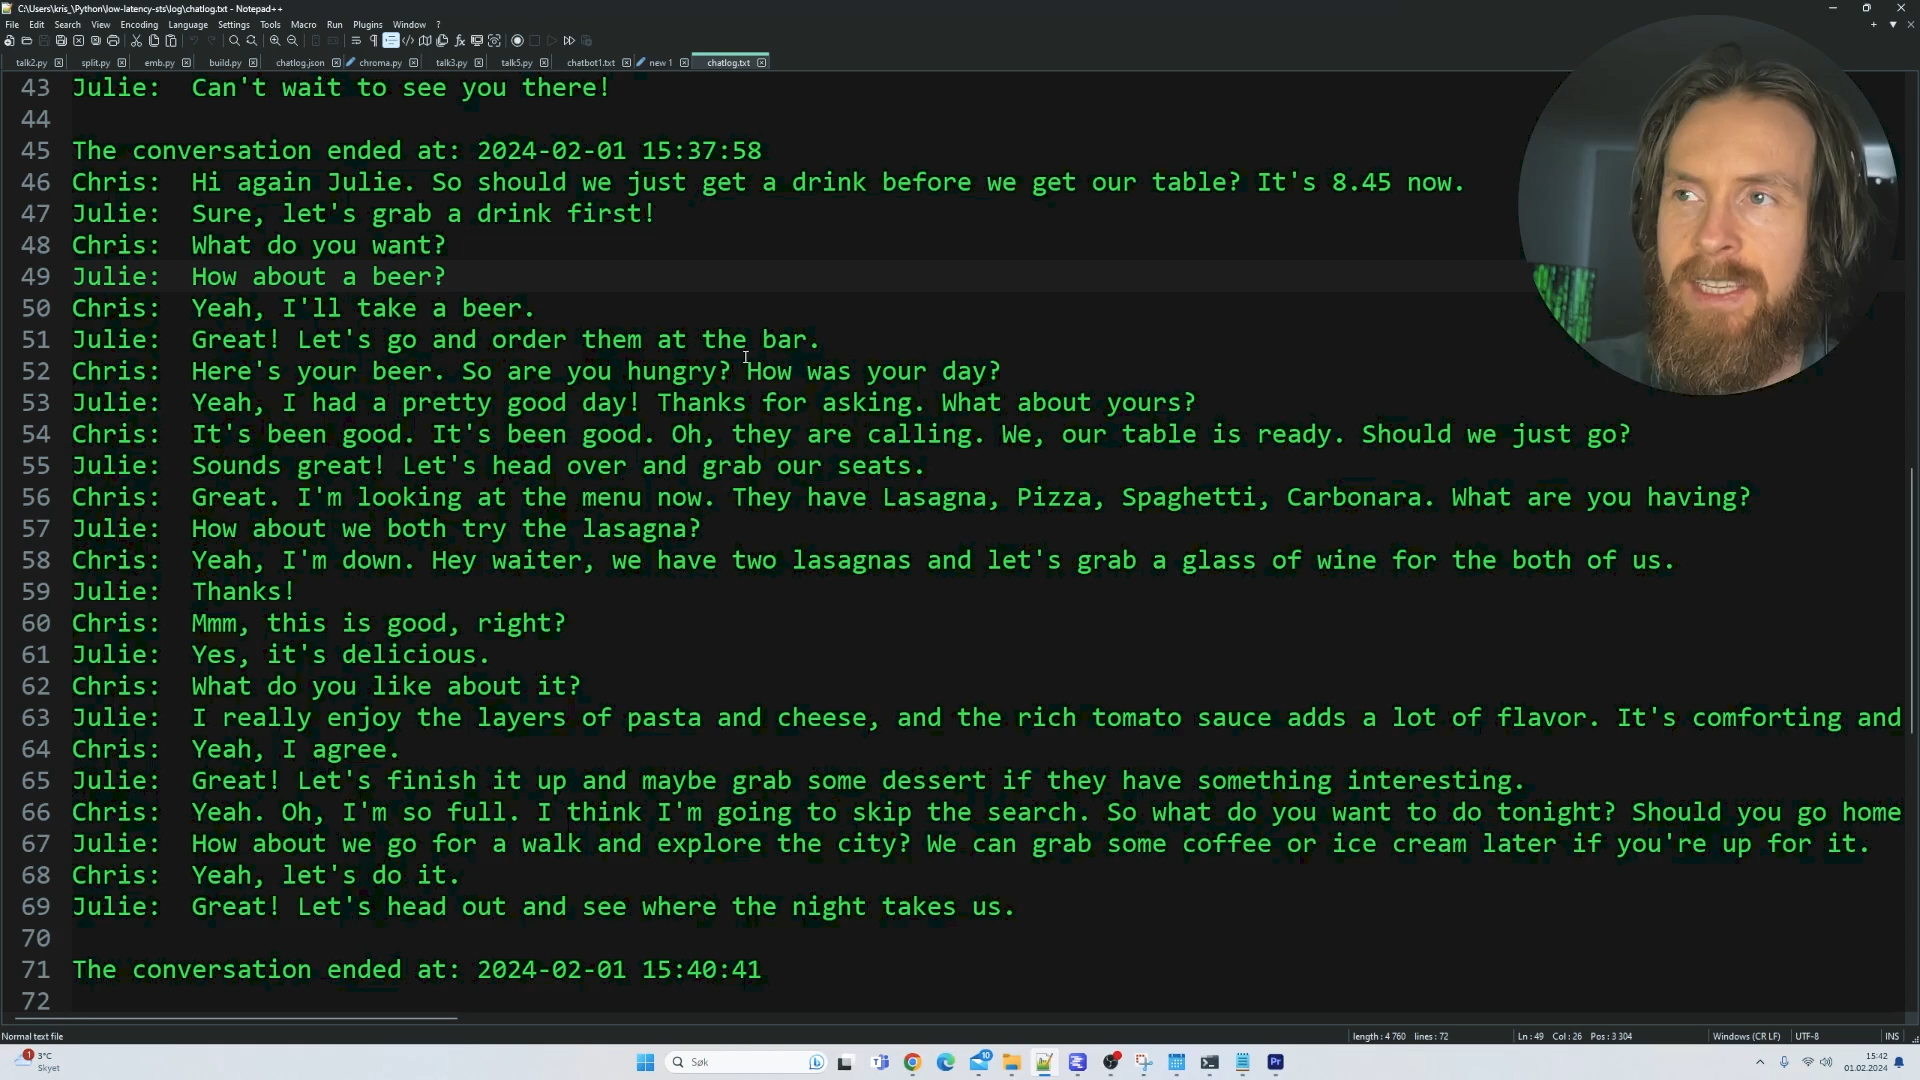 C:\Users\kris_\Python\low-latency-sts\log\chatlog.txt - Notepad++
File Edit Search View Encoding Language Settings Tools Macro Run Plugins Window ?
talk2.py split.py emb.py build.py chatlog.json chroma.py talk3.py talk5.py chatbot1.txt new 1 chatlog.txt
43 Julie: Can't wait to see you there!
44
45 The conversation ended at: 2024-02-01 15:37:58
46 Chris: Hi again Julie. So should we just get a drink before we get our table? It's 8.45 now.
47 Julie: Sure, let's grab a drink first!
48 Chris: What do you want?
49 Julie: How about a beer?
50 Chris: Yeah, I'll take a beer.
51 Julie: Great! Let's go and order them at the bar.
52 Chris: Here's your beer. So are you hungry? How was your day?
53 Julie: Yeah, I had a pretty good day! Thanks for asking. What about yours?
54 Chris: It's been good. It's been good. Oh, they are calling. We, our table is ready. Should we just go?
55 Julie: Sounds great! Let's head over and grab our seats.
56 Chris: Great. I'm looking at the menu now. They have Lasagna, Pizza, Spaghetti, Carbonara. What are you having?
57 Julie: How about we both try the lasagna?
58 Chris: Yeah, I'm down. Hey waiter, we have two lasagnas and let's grab a glass of wine for the both of us.
59 Julie: Thanks!
60 Chris: Mmm, this is good, right?
61 Julie: Yes, it's delicious.
62 Chris: What do you like about it?
63 Julie: I really enjoy the layers of pasta and cheese, and the rich tomato sauce adds a lot of flavor. It's comforting and
64 Chris: Yeah, I agree.
65 Julie: Great! Let's finish it up and maybe grab some dessert if they have something interesting.
66 Chris: Yeah. Oh, I'm so full. I think I'm going to skip the search. So what do you want to do tonight? Should you go home
67 Julie: How about we go for a walk and explore the city? We can grab some coffee or ice cream later if you're up for it.
68 Chris: Yeah, let's do it.
69 Julie: Great! Let's head out and see where the night takes us.
70
71 The conversation ended at: 2024-02-01 15:40:41
72
Normal text file length : 4 760 lines : 72 Ln : 49 Col : 26 Pos : 3 304 Windows (CR LF) UTF-8 INS
1 3°C
Skyet
Søk
10
15:42
01.02.2024